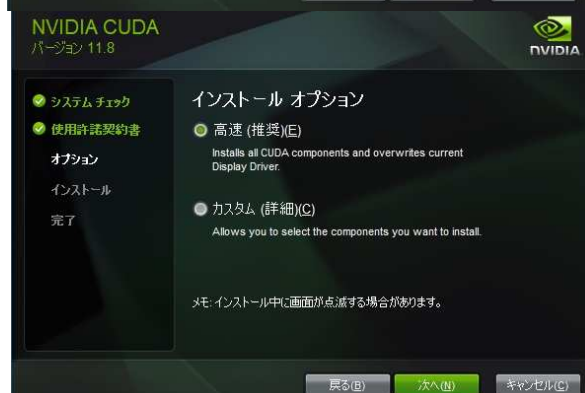 NVIDIA CUDA
バージョン 11.8
NVIDIA
システム チェック
使用許諾契約書
オプション
インストール
完了
インストール オプション
高速 (推奨)(E)
Installs all CUDA components and overwrites current
Display Driver.
カスタム (詳細)(C)
Allows you to select the components you want to install.
メモ: インストール中に画面が点滅する場合があります。
戻る(B)
次へ(N)
キャンセル(C)